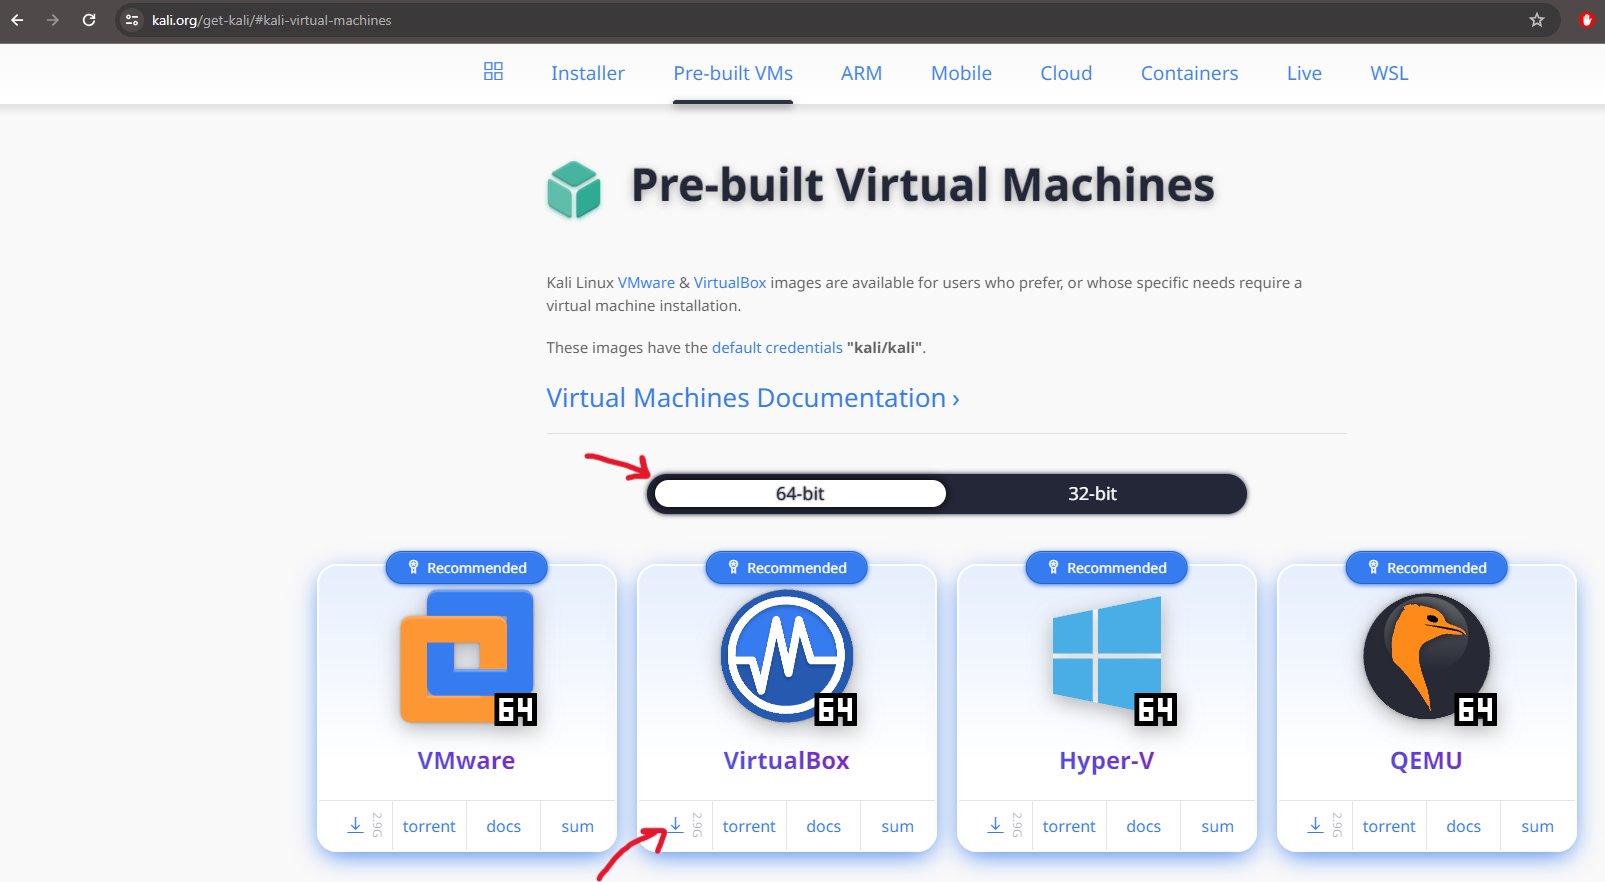 kali.org/get-kali/#kali-virtual-machines
Installer Pre-built VMs ARM Mobile Cloud Containers Live WSL
Pre-built Virtual Machines
Kali Linux VMware & VirtualBox images are available for users who prefer, or whose specific needs require a
virtual machine installation.
These images have the default credentials "kali/kali".
Virtual Machines Documentation ›
64-bit 32-bit
Recommended Recommended Recommended Recommended
64 64 64 64
VMware VirtualBox Hyper-V QEMU
2.9G torrent docs sum 2.9G torrent docs sum 2.9G torrent docs sum 2.9G torrent docs sum